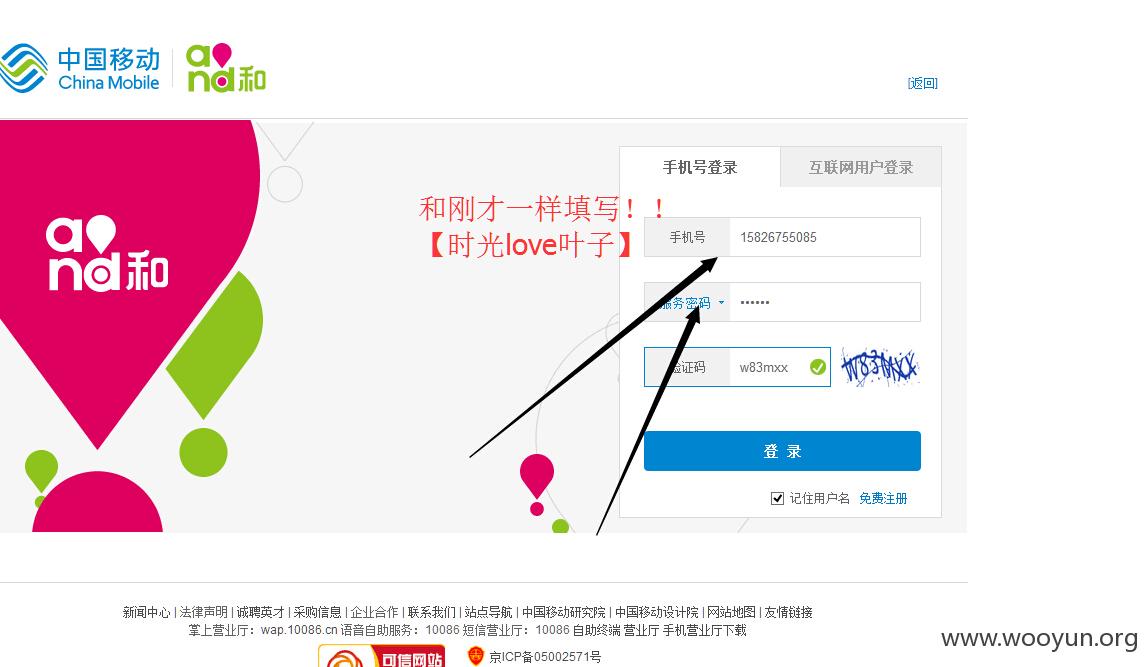 中国移动
China Mobile
and和
[返回]
and和
手机号登录
互联网用户登录
和刚才一样填写！！
【时光love叶子】
手机号
15826755085
服务密码
••••••
验证码
w83mxx
W83MXX
登 录
记住用户名
免费注册
新闻中心 | 法律声明 | 诚聘英才 | 采购信息 | 企业合作 | 联系我们 | 站点导航 | 中国移动研究院 | 中国移动设计院 | 网站地图 | 友情链接
掌上营业厅：wap.10086.cn 语音自助服务：10086 短信营业厅：10086 自助终端 营业厅 手机营业厅下载
可信网站
京ICP备05002571号
www.wooyun.org